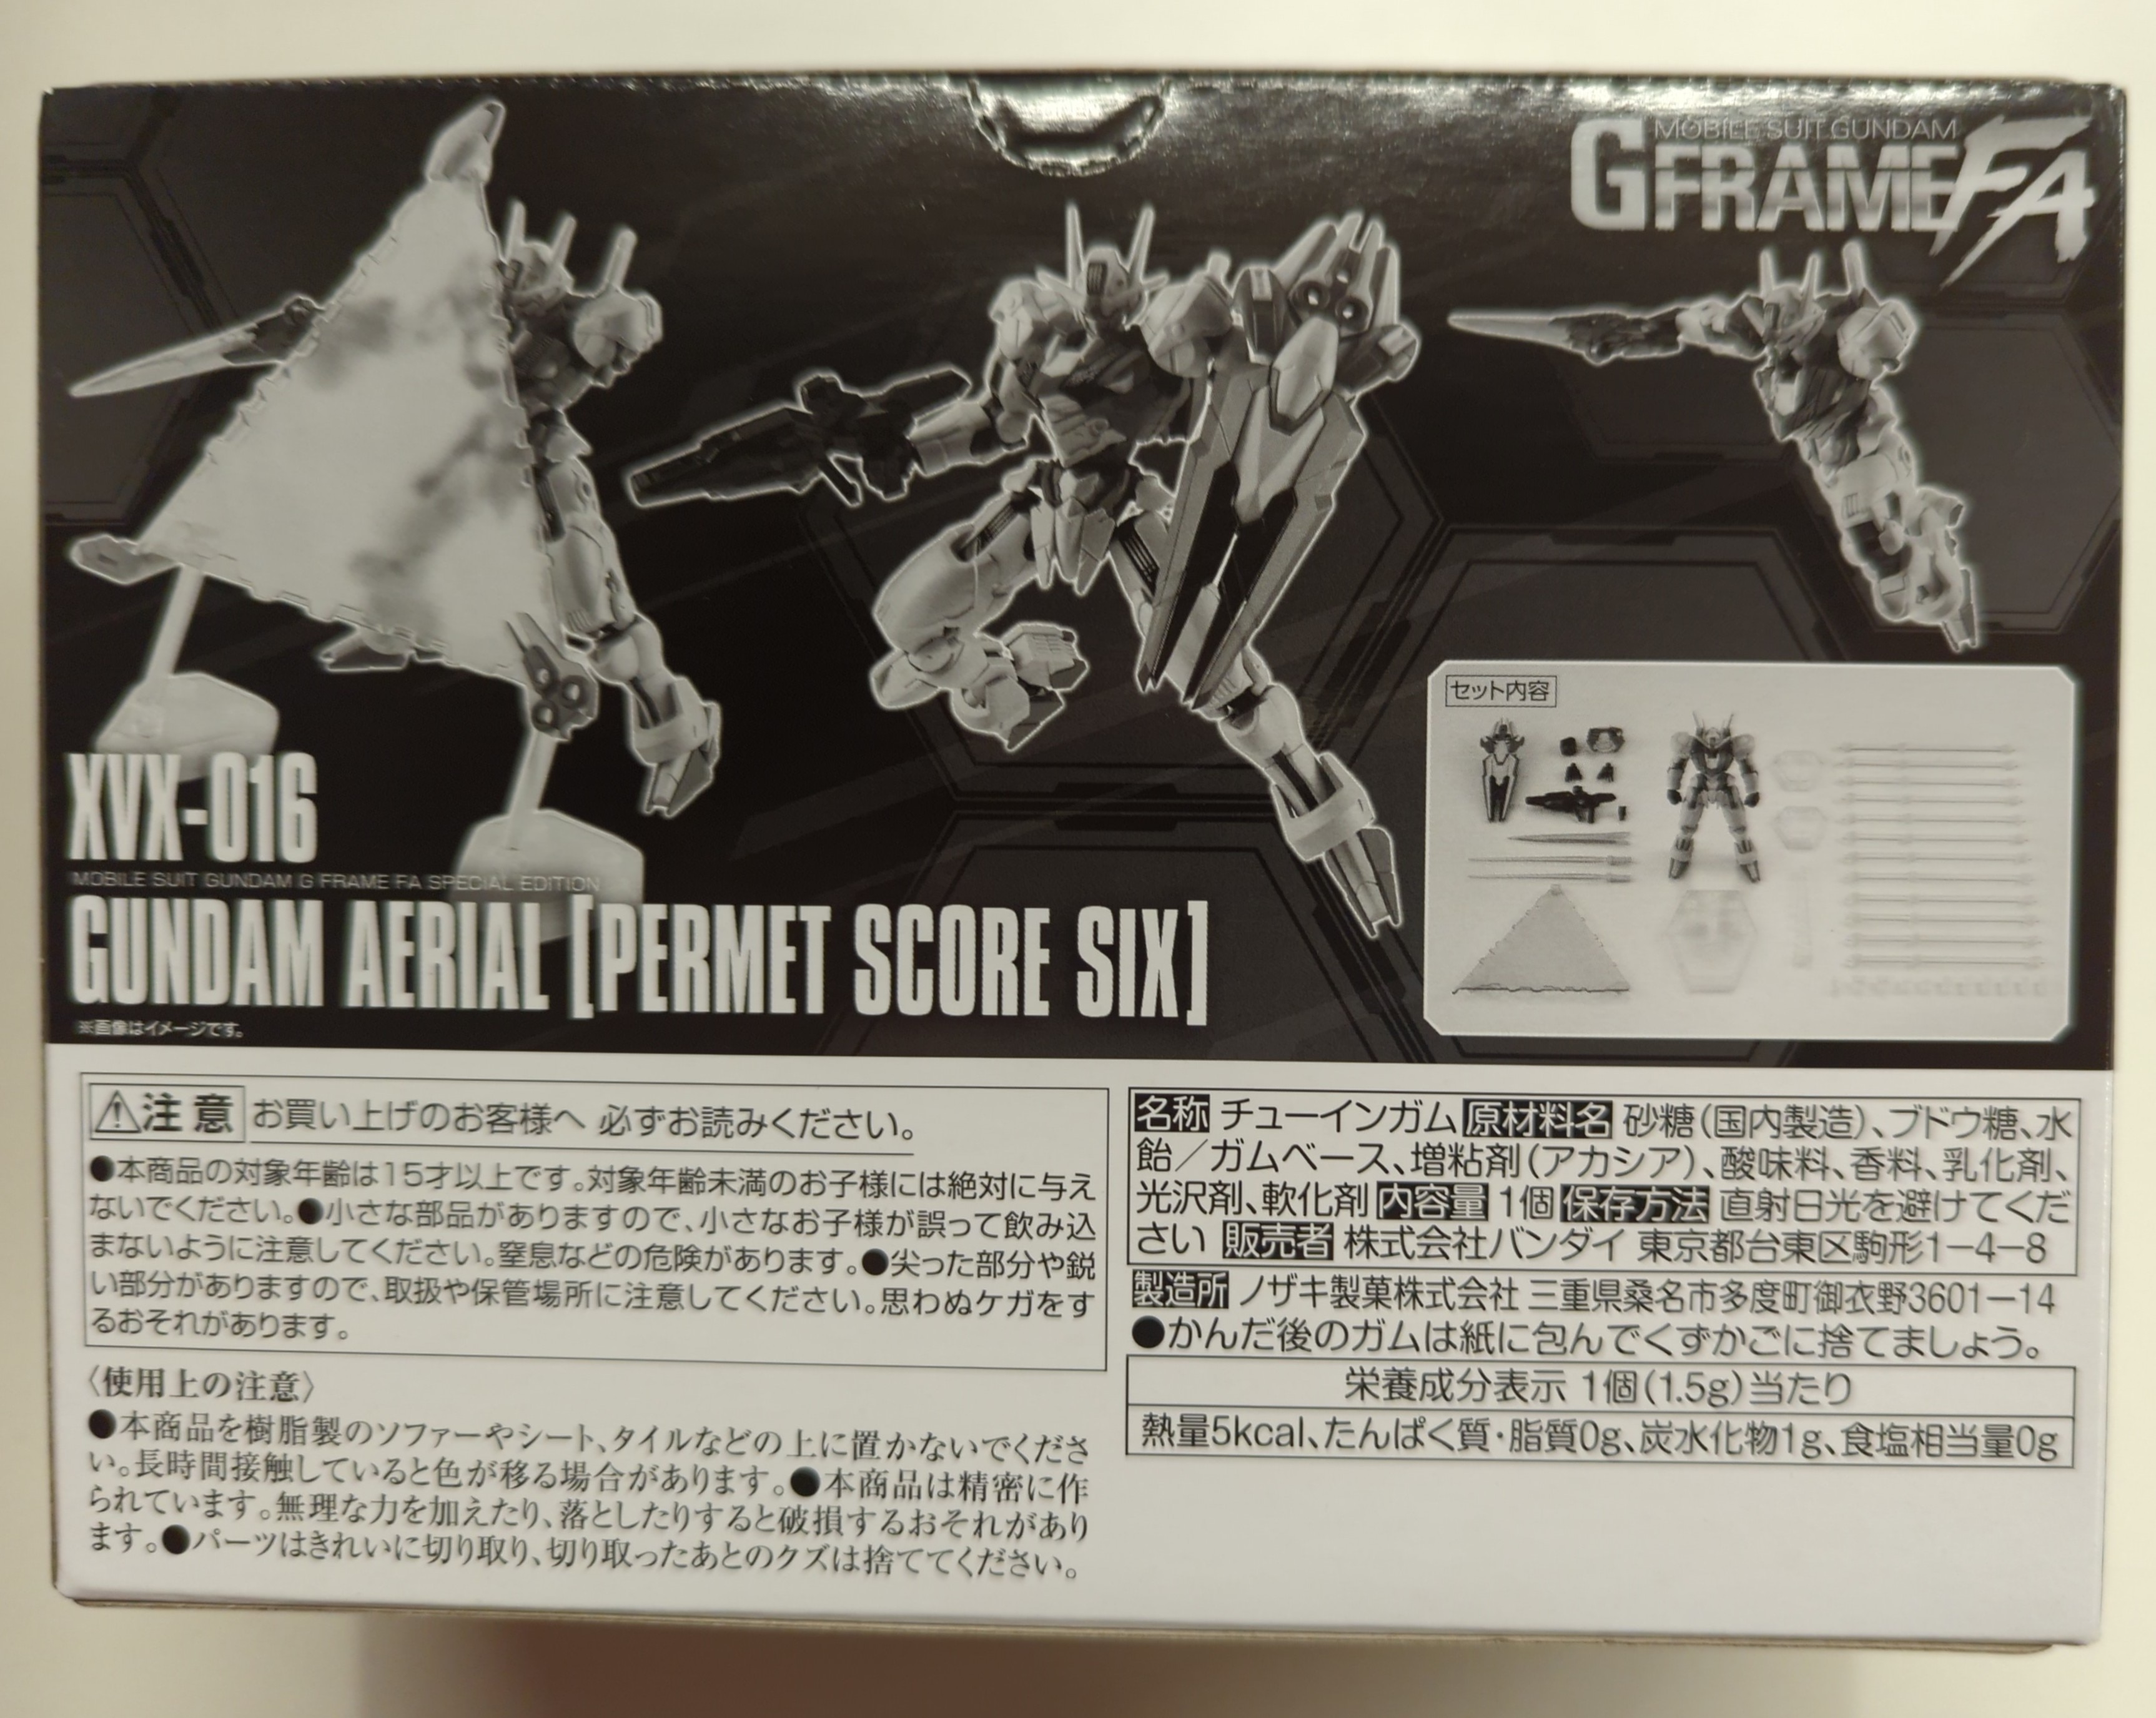 MOBILE SUIT GUNDAM
GFRAMEFA
セット内容
XVX-016
MOBILE SUIT GUNDAM G FRAME FA SPECIAL EDITION
GUNDAM AERIAL [PERMET SCORE SIX]
※画像はイメージです。
⚠注意 お買い上げのお客様へ 必ずお読みください。
●本商品の対象年齢は15才以上です。対象年齢未満のお子様には絶対に与え
ないでください。●小さな部品がありますので、小さなお子様が誤って飲み込
まないように注意してください。窒息などの危険があります。●尖った部分や鋭
い部分がありますので、取扱や保管場所に注意してください。思わぬケガをす
るおそれがあります。
〈使用上の注意〉
●本商品を樹脂製のソファーやシート、タイルなどの上に置かないでくださ
い。長時間接触していると色が移る場合があります。●本商品は精密に作
られています。無理な力を加えたり、落としたりすると破損するおそれがあり
ます。●パーツはきれいに切り取り、切り取ったあとのクズは捨ててください。
名称 チューインガム 原材料名 砂糖(国内製造)、ブドウ糖、水
飴／ガムベース、増粘剤(アカシア)、酸味料、香料、乳化剤、
光沢剤、軟化剤 内容量 1個 保存方法 直射日光を避けてくだ
さい 販売者 株式会社バンダイ 東京都台東区駒形1-4-8
製造所 ノザキ製菓株式会社 三重県桑名市多度町御衣野3601-14
●かんだ後のガムは紙に包んでくずかごに捨てましょう。
栄養成分表示 1個(1.5g)当たり
熱量5kcal、たんぱく質・脂質0g、炭水化物1g、食塩相当量0g